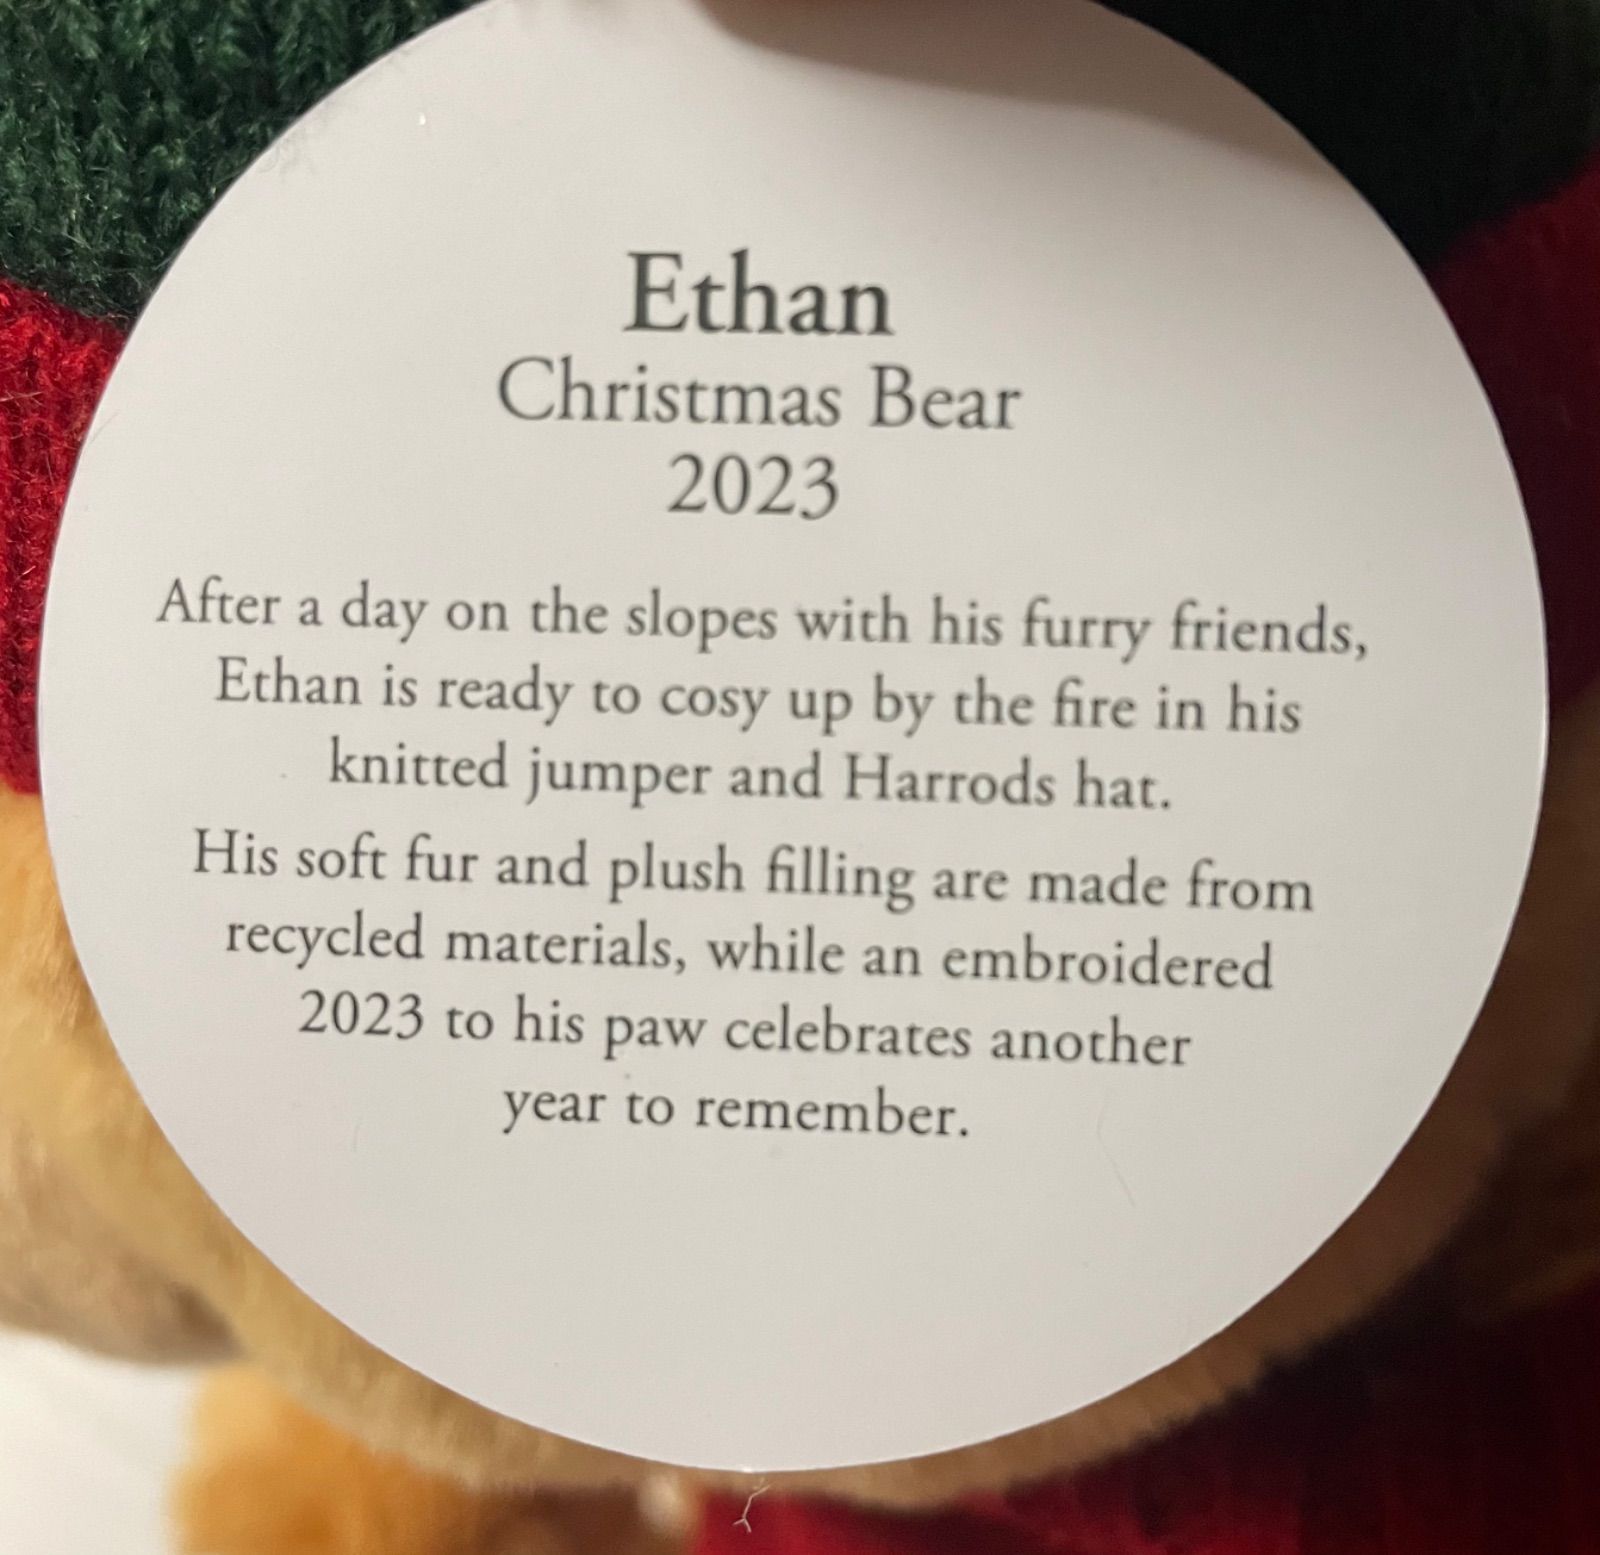 Ethan
Christmas Bear
2023
After a day on the slopes with his furry friends,
Ethan is ready to cosy up by the fire in his
knitted jumper and Harrods hat.
His soft fur and plush filling are made from
recycled materials, while an embroidered
2023 to his paw celebrates another
year to remember.